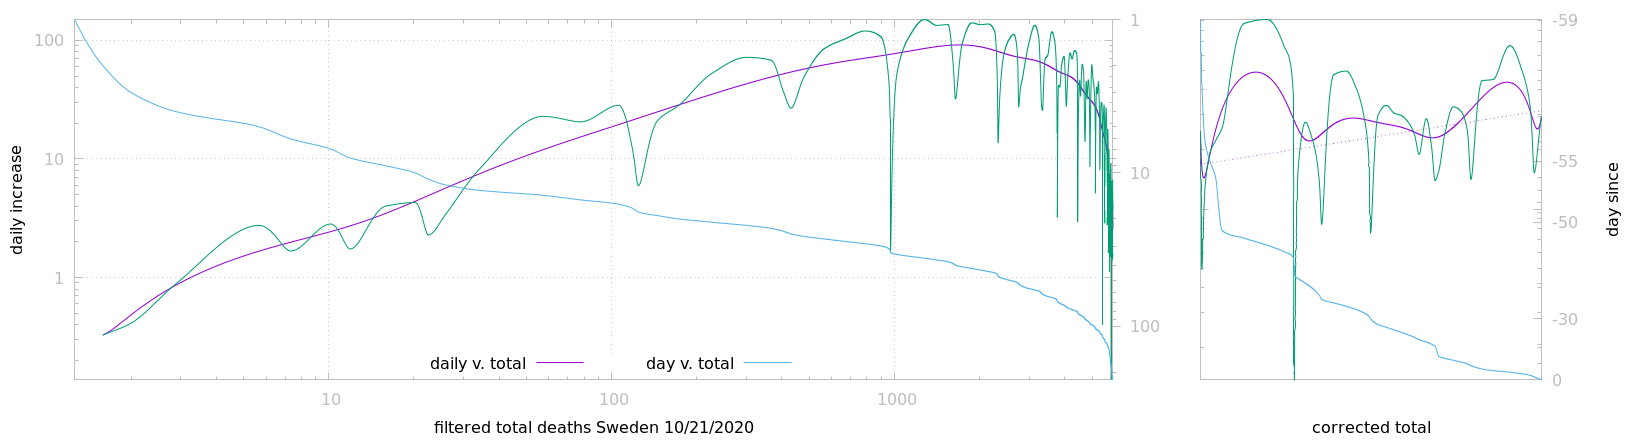 100
10
1
daily increase
10
100
1000
1
10
100
daily v. total
day v. total
filtered total deaths Sweden 10/21/2020
-59
-55
-50
-30
0
day since
corrected total